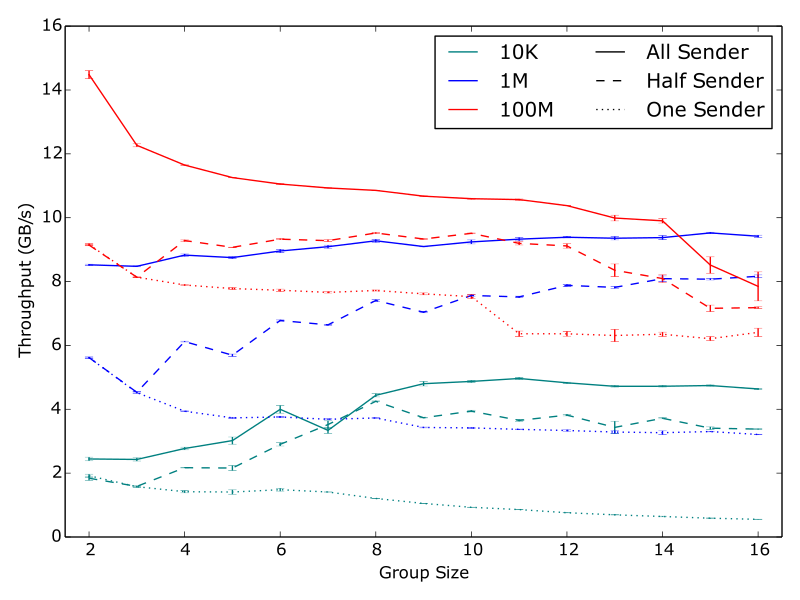 16
14
12
10
8
6
4
2
0
Throughput (GB/s)
10K All Sender
1M Half Sender
100M One Sender
2 4 6 8 10 12 14 16
Group Size